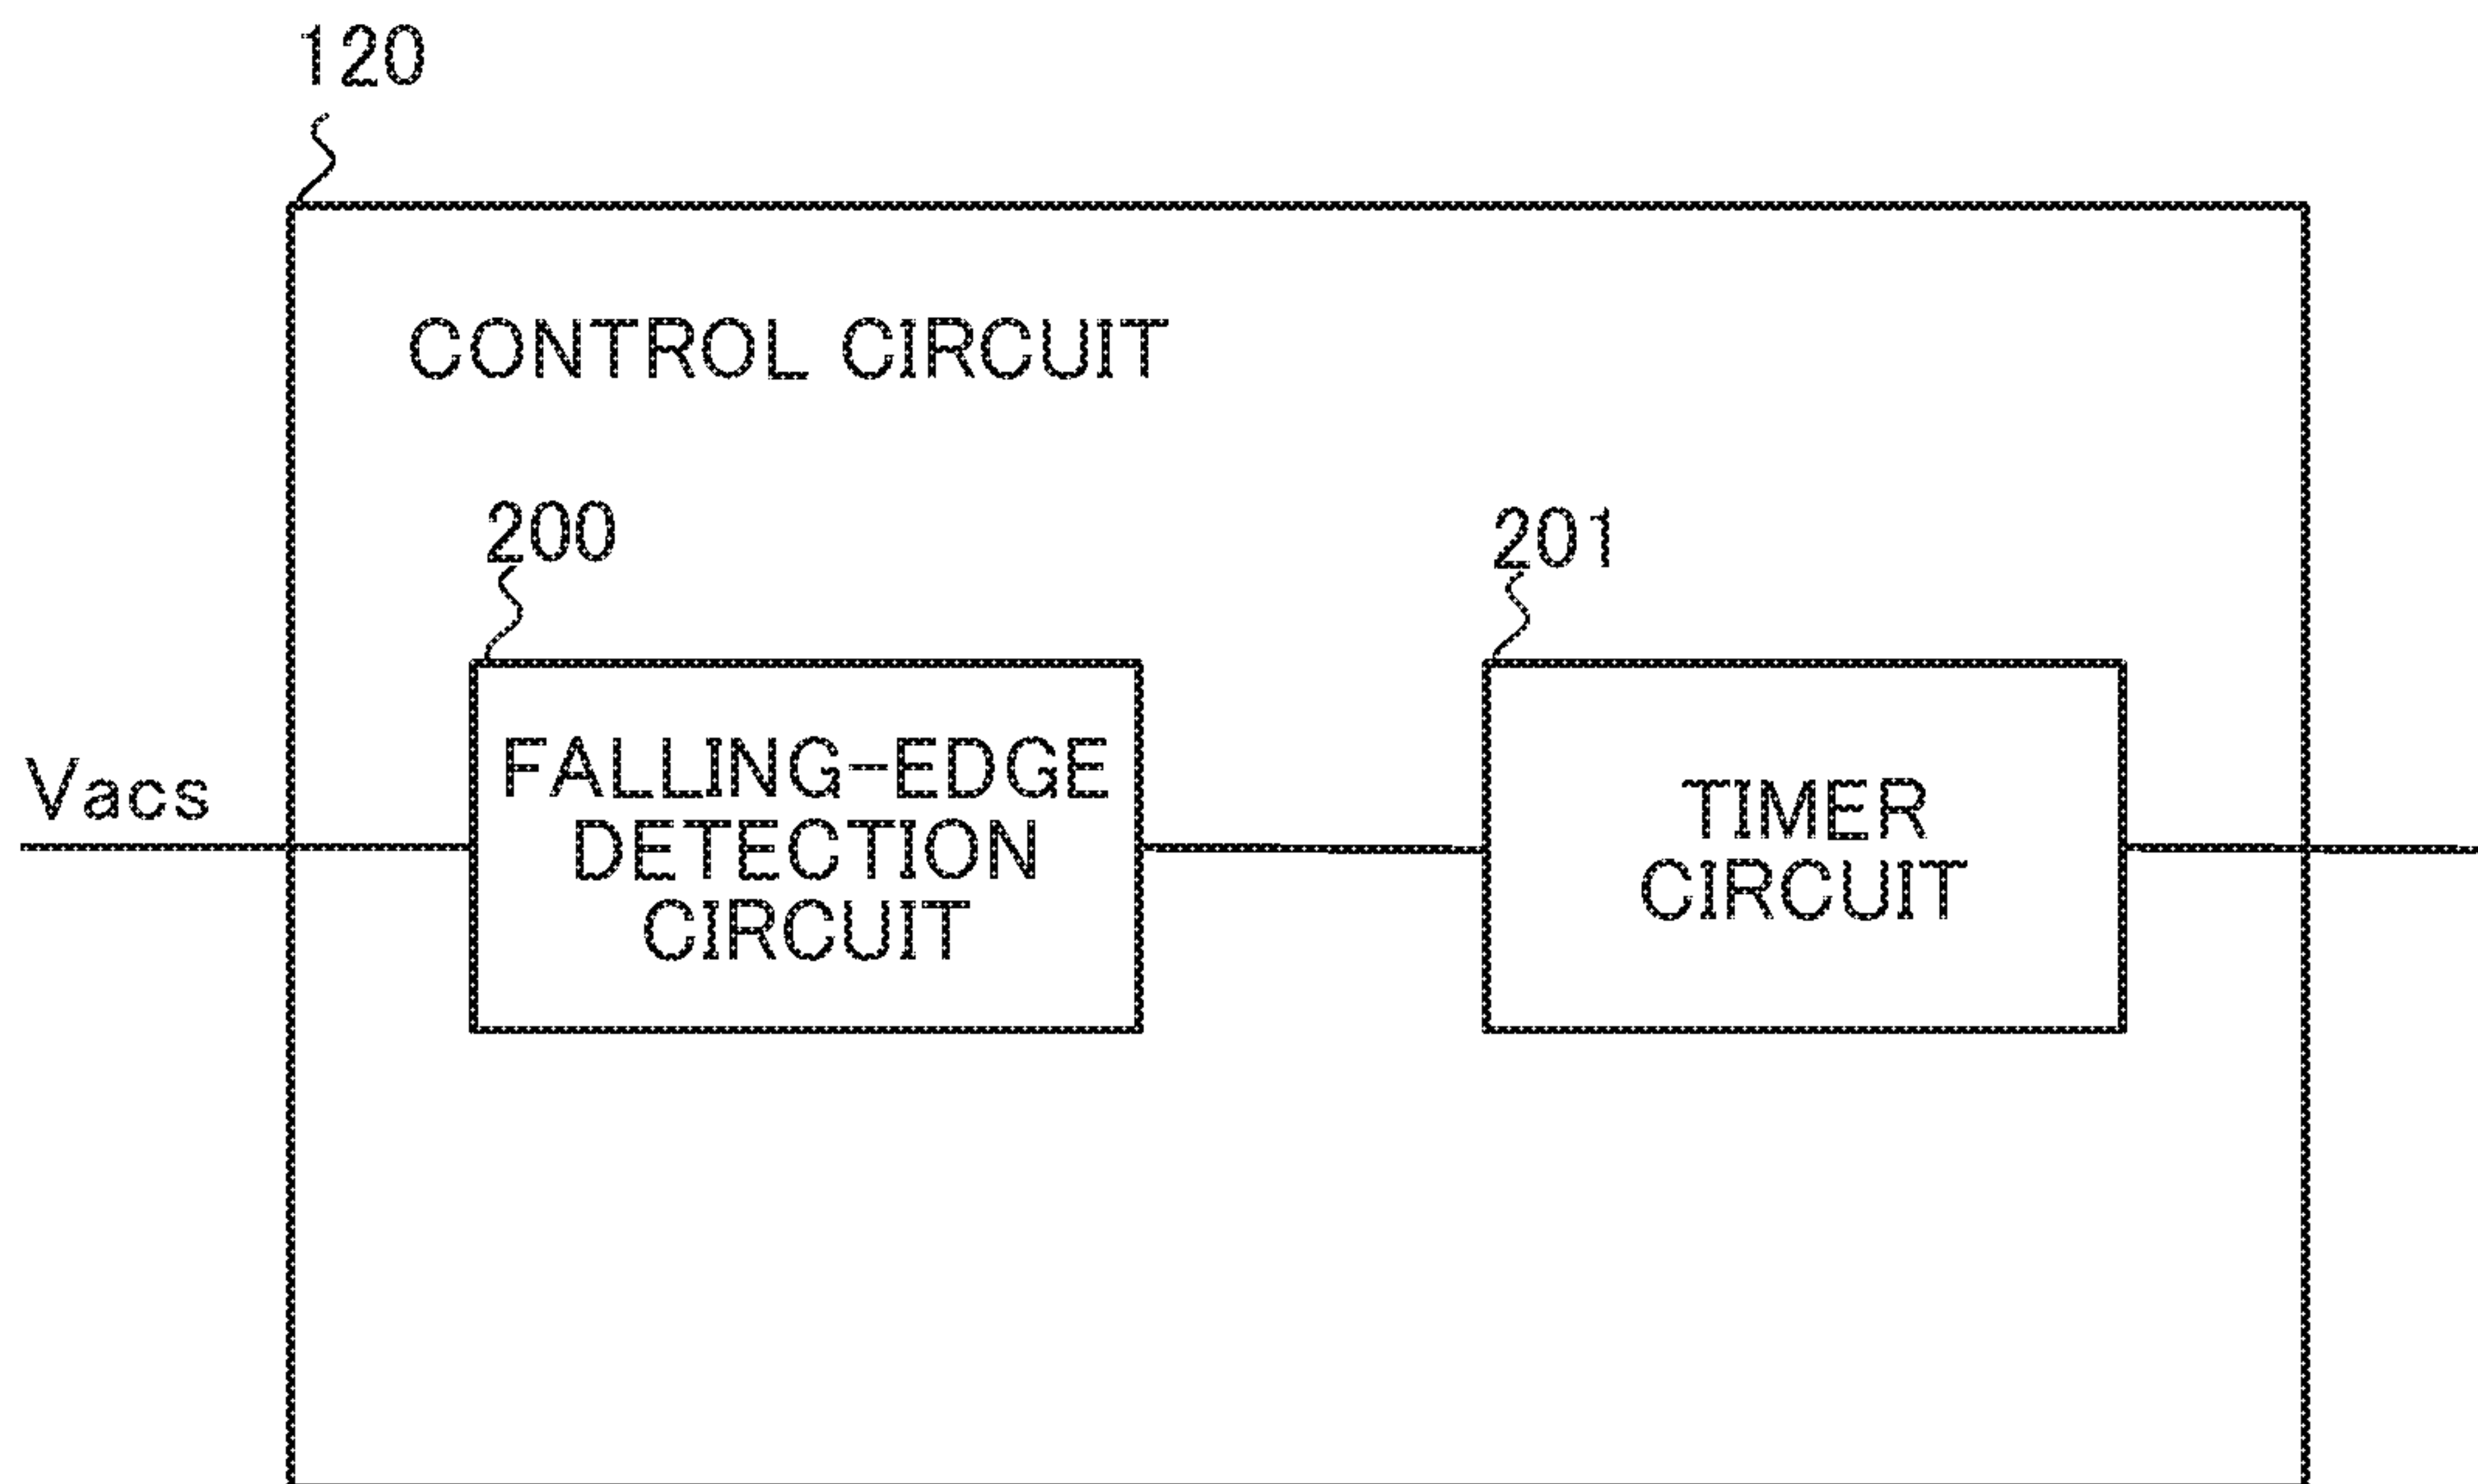 120
CONTROL CIRCUIT
200
201
Vacs
FALLING-EDGE
DETECTION
CIRCUIT
TIMER
CIRCUIT